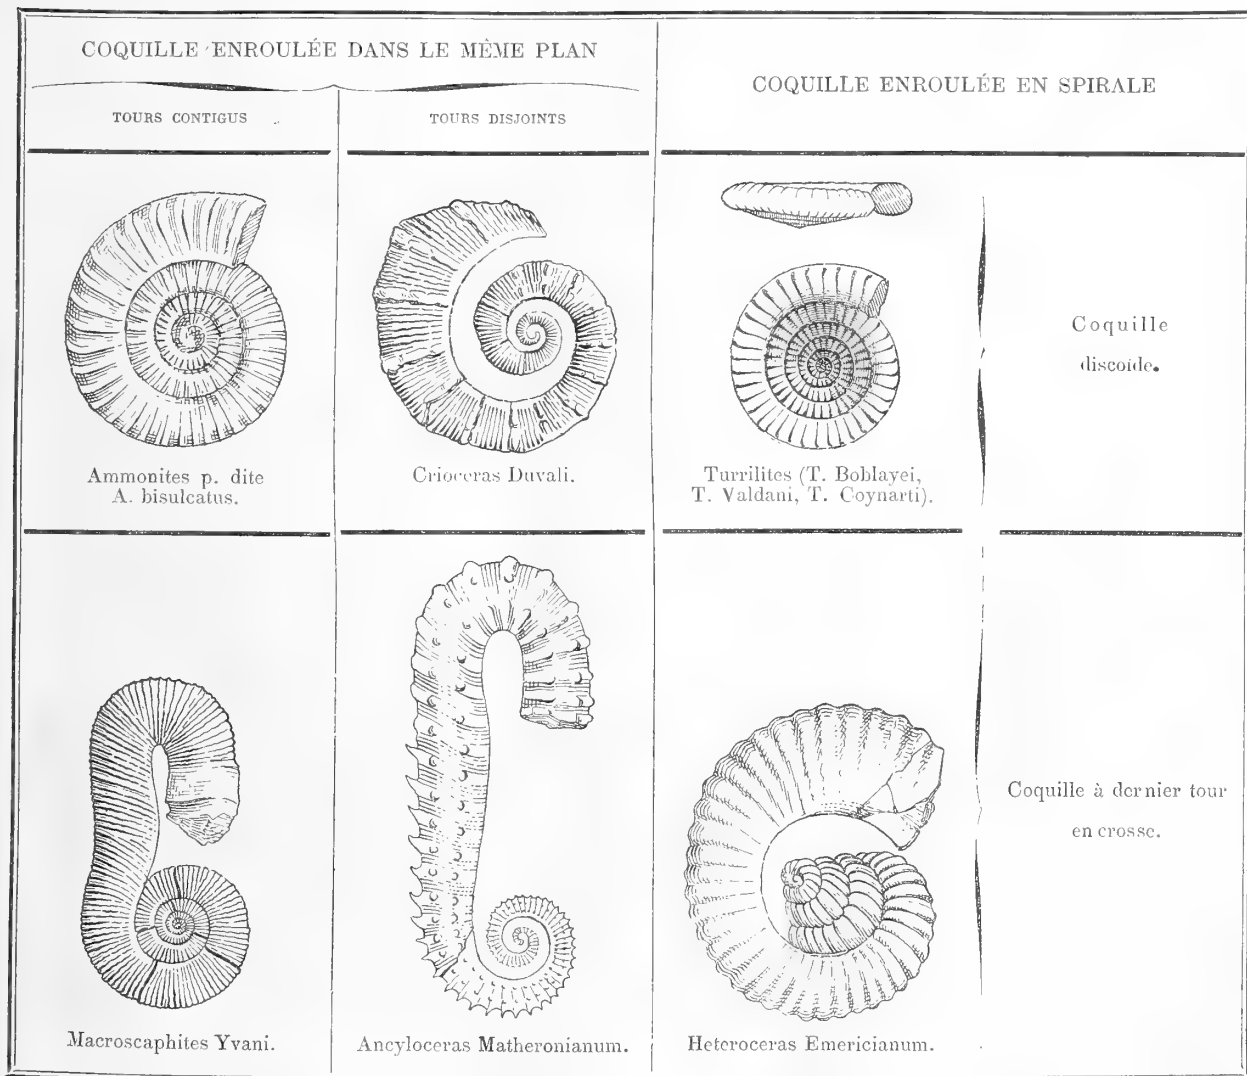 COQUILLE ENROULÉE DANS LE MÊME PLAN
COQUILLE ENROULÉE EN SPIRALE
TOURS CONTIGUS
TOURS DISJOINTS
Coquille
discoïde.
Ammonites p. dite
A. bisulcatus.
Crioceras Duvali.
Turrilites (T. Boblayei,
T. Valdani, T. Coynarti).
Coquille à dernier tour
en crosse.
Macroscaphites Yvani.
Ancyloceras Matheronianum.
Heteroceras Emericianum.